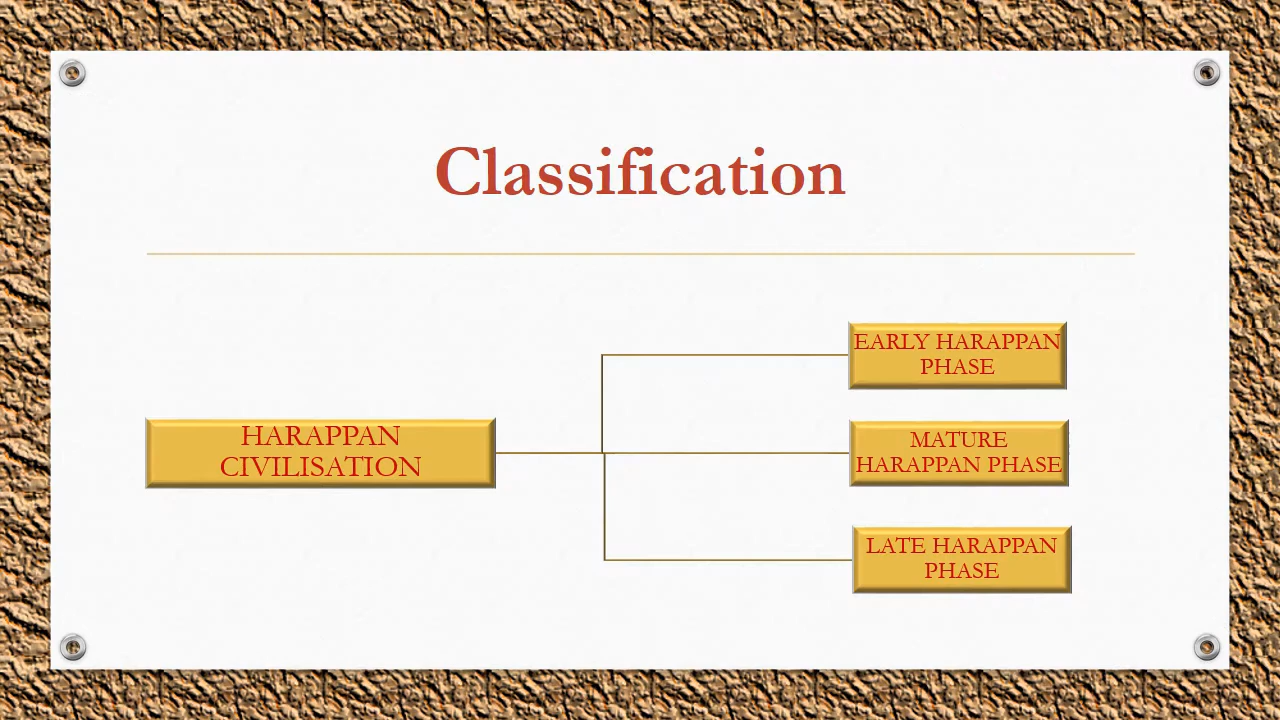 Classification
EARLY HARAPPAN
PHASE
HARAPPAN
CIVILISATION
MATURE
HARAPPAN PHASE
LATE HARAPPAN
PHASE